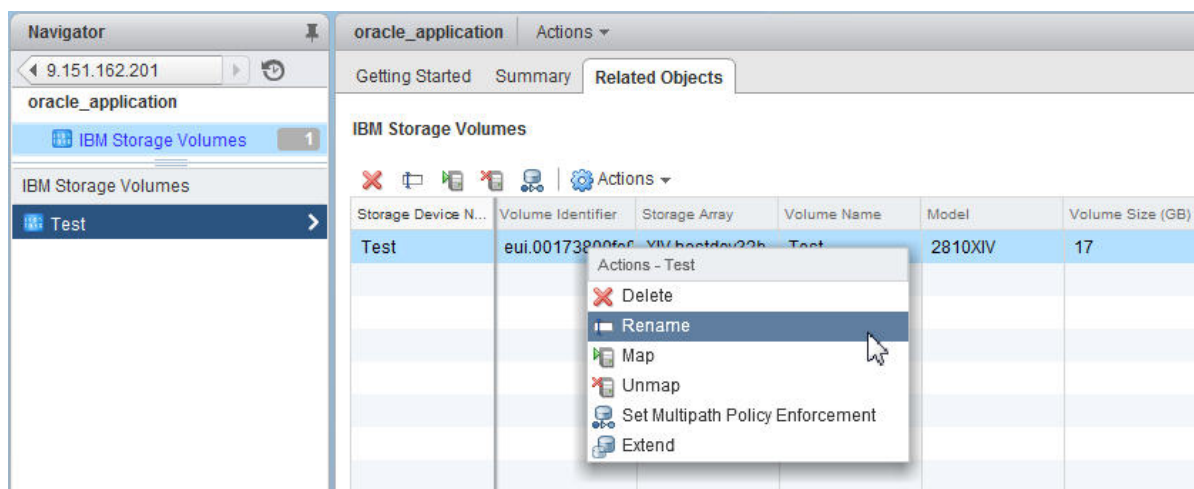 Navigator
9.151.162.201
oracle_application
IBM Storage Volumes 1
IBM Storage Volumes
Test
oracle_application Actions
Getting Started Summary Related Objects
IBM Storage Volumes
Actions
Storage Device N... Volume Identifier Storage Array Volume Name Model Volume Size (GB)
Test Test 2810XIV 17
Actions - Test
Delete
Rename
Map
Unmap
Set Multipath Policy Enforcement
Extend